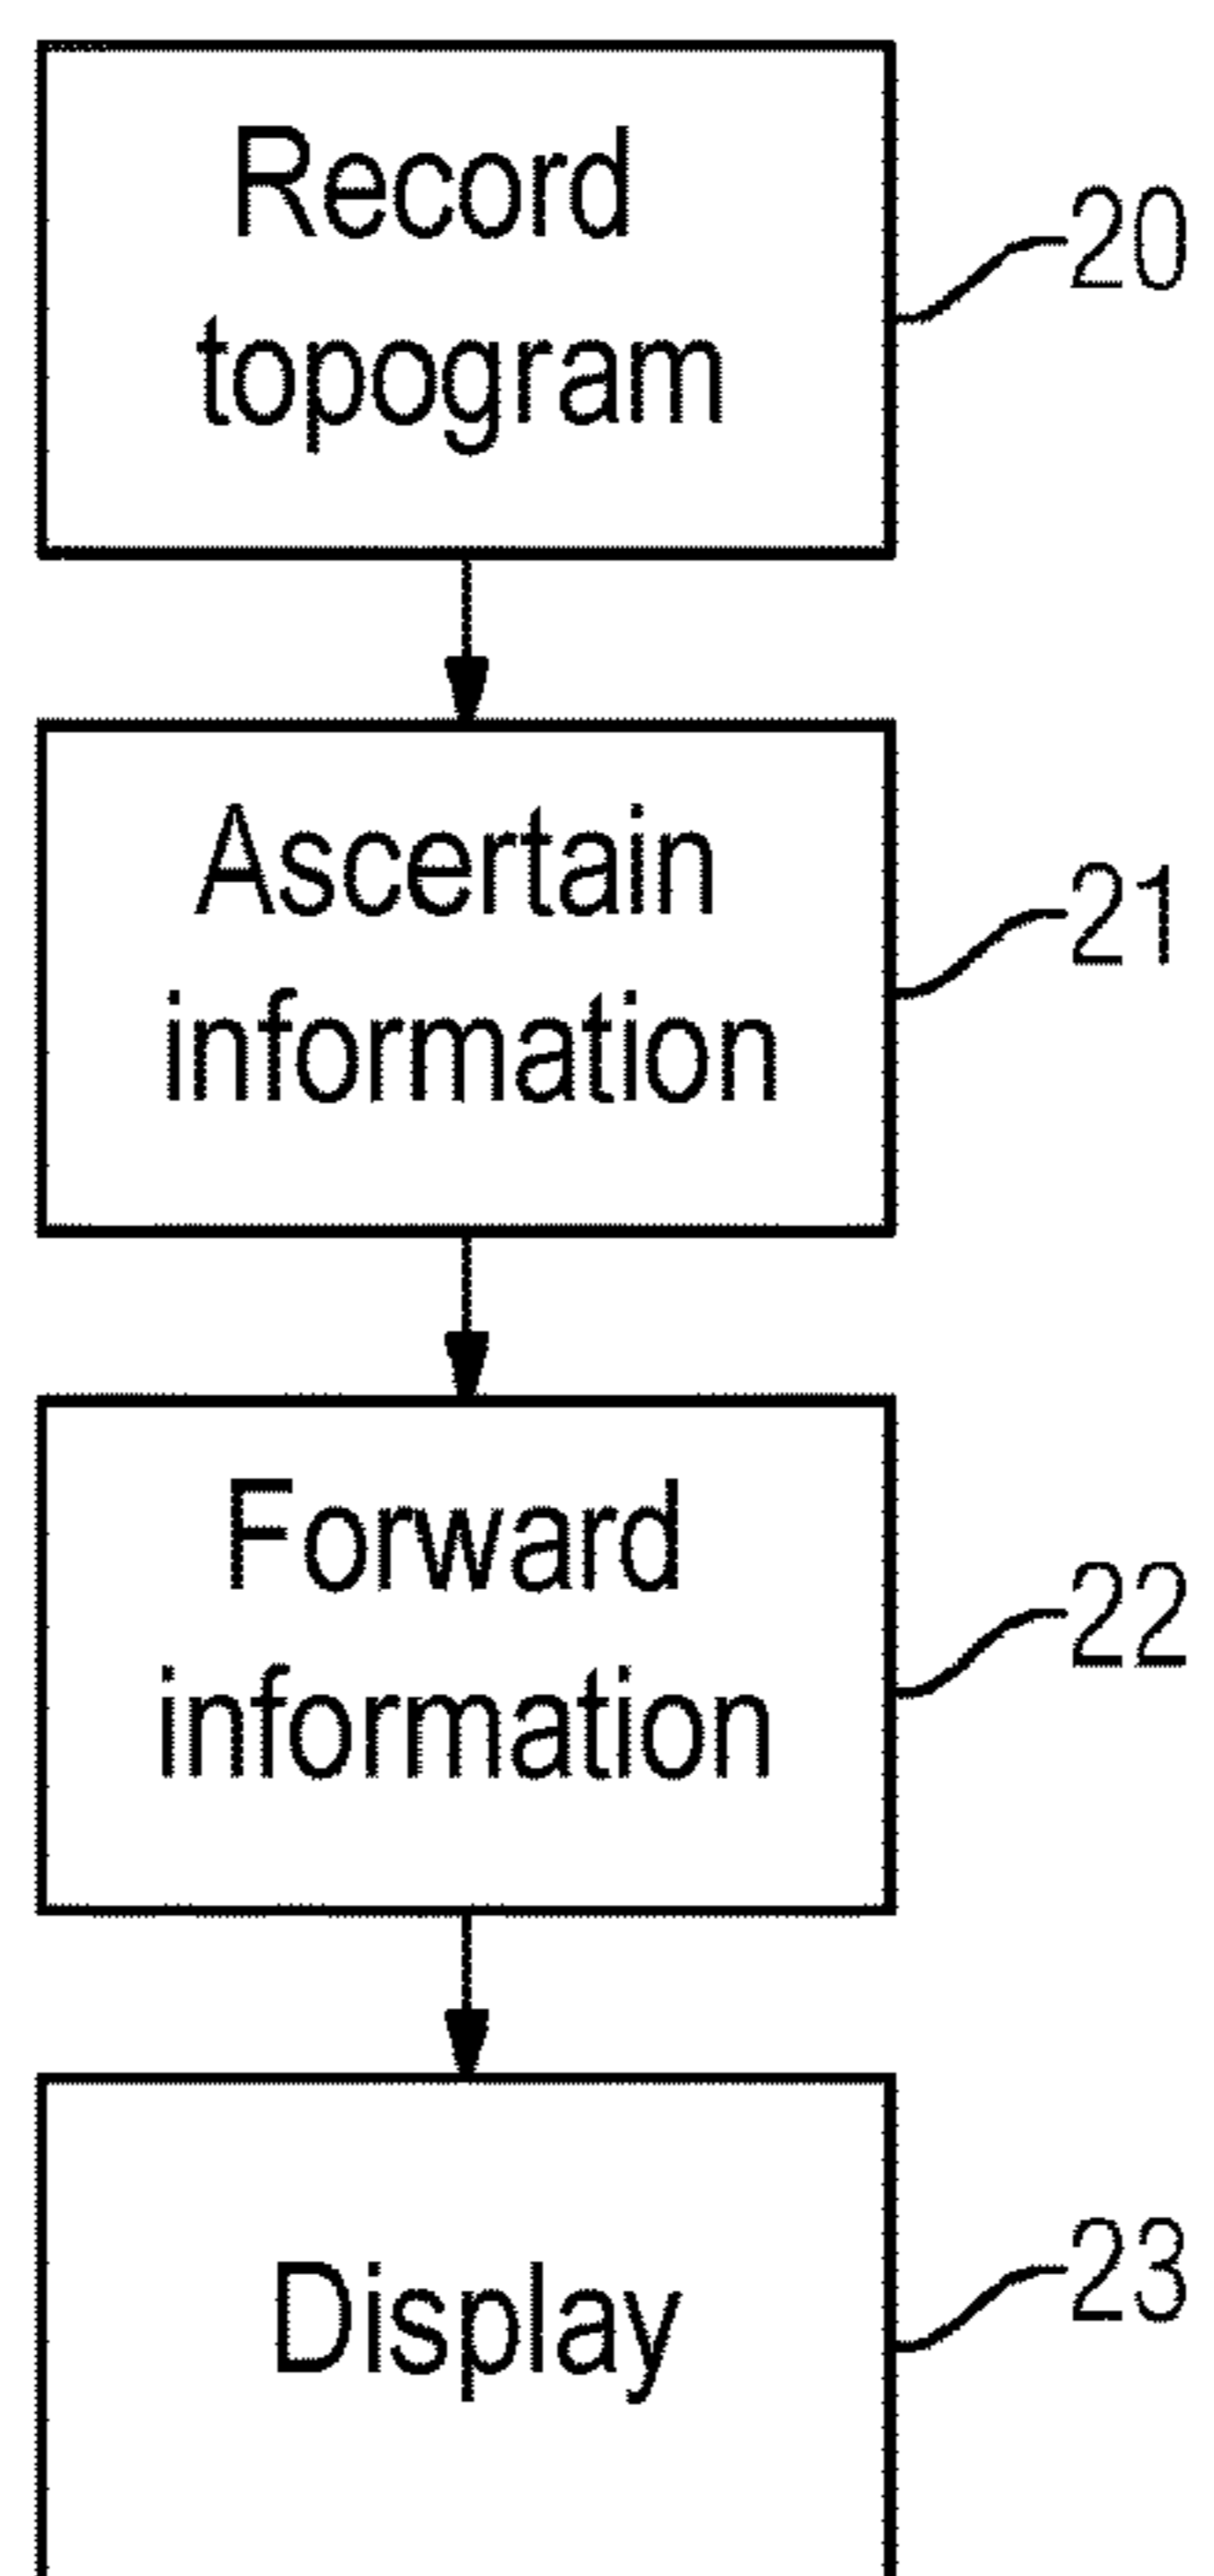 Record
topogram
20
Ascertain
information
21
Forward
information
22
Display
23